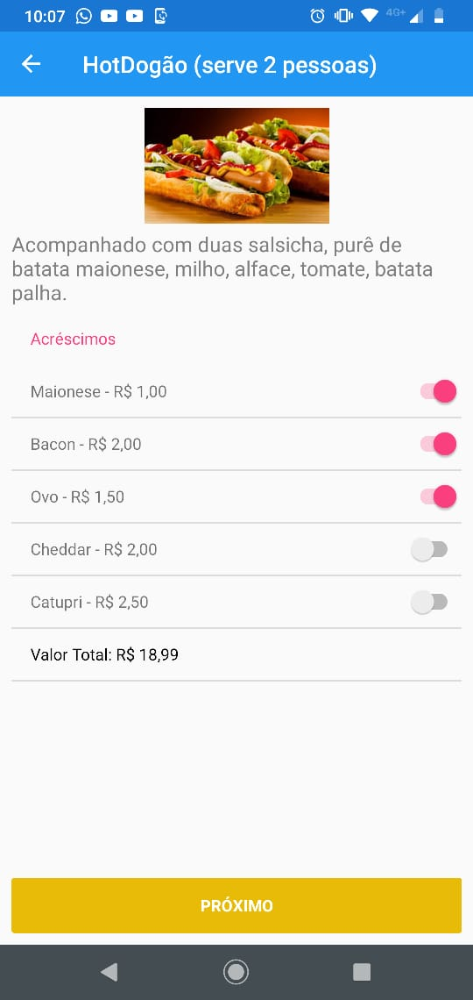 10:07 4G+
HotDogão (serve 2 pessoas)
Acompanhado com duas salsicha, purê de
batata maionese, milho, alface, tomate, batata
palha.
Acréscimos
Maionese - R$ 1,00
Bacon - R$ 2,00
Ovo - R$ 1,50
Cheddar - R$ 2,00
Catupri - R$ 2,50
Valor Total: R$ 18,99
PRÓXIMO